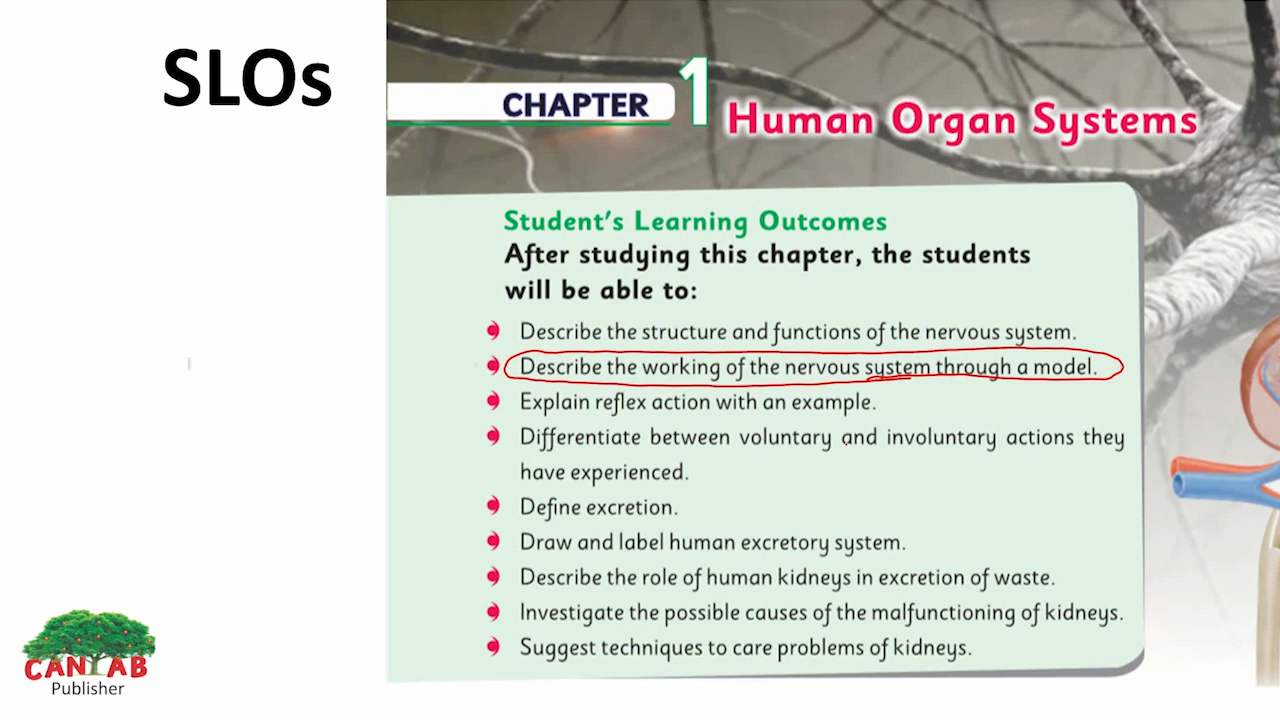 SLOs
CHAPTER 1
Human Organ Systems
Student's Learning Outcomes
After studying this chapter, the students
will be able to:
Describe the structure and functions of the nervous system.
Describe the working of the nervous system through a model.
Explain reflex action with an example.
Differentiate between voluntary and involuntary actions they
have experienced.
Define excretion.
Draw and label human excretory system.
Describe the role of human kidneys in excretion of waste.
Investigate the possible causes of the malfunctioning of kidneys.
Suggest techniques to care problems of kidneys.
CANTAB
Publisher